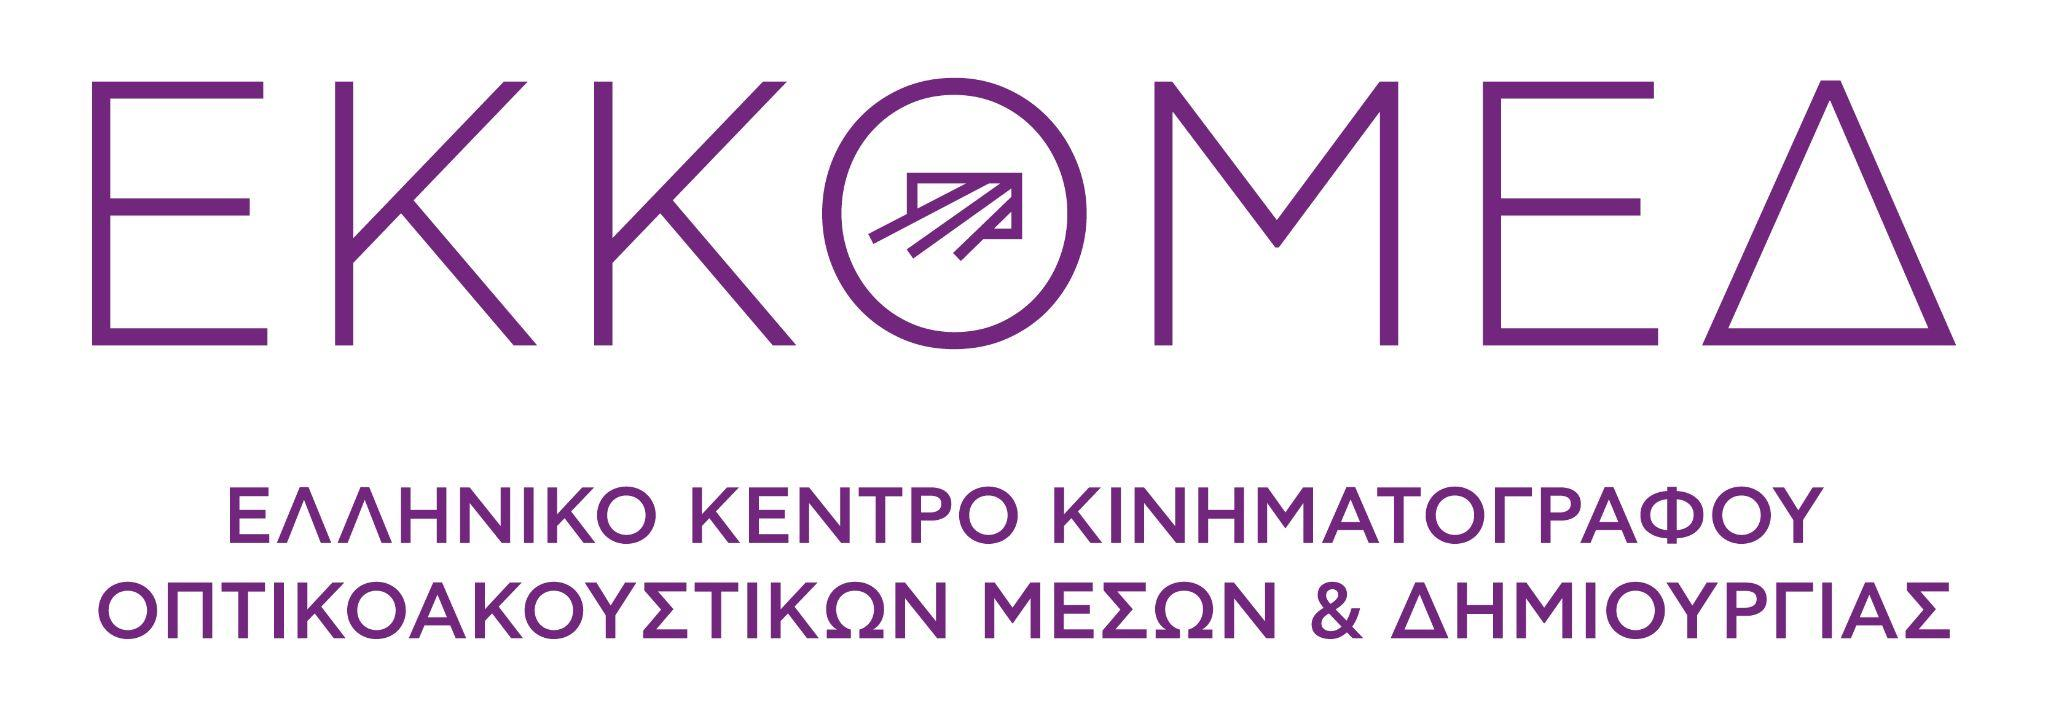 ΕΚΚΟΜΕΔ
ΕΛΛΗΝΙΚΟ ΚΕΝΤΡΟ ΚΙΝΗΜΑΤΟΓΡΑΦΟΥ
ΟΠΤΙΚΟΑΚΟΥΣΤΙΚΩΝ ΜΕΣΩΝ & ΔΗΜΙΟΥΡΓΙΑΣ